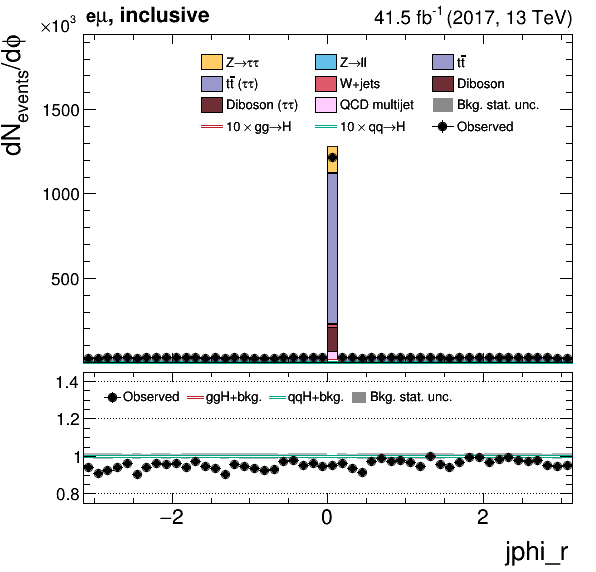 ×10³ eμ, inclusive 41.5 fb⁻¹ (2017, 13 TeV)
dN_events/dϕ
Z→ττ Z→ll tt̄
tt̄ (ττ) W+jets Diboson
Diboson (ττ) QCD multijet Bkg. stat. unc.
10 × gg→H 10 × qq→H Observed
1500
1000
500
1.4
Observed ggH+bkg. qqH+bkg. Bkg. stat. unc.
1.2
1
0.8
−2 0 2
jphi_r